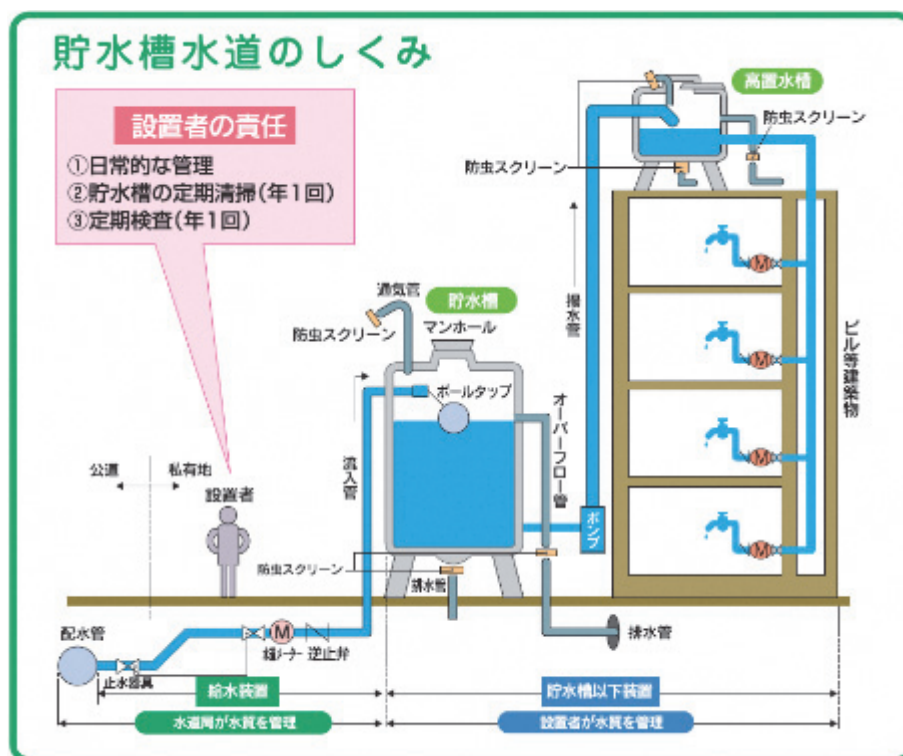 貯水槽水道のしくみ
設置者の責任
①日常的な管理
②貯水槽の定期清掃(年1回)
③定期検査(年1回)
高置水槽
防虫スクリーン
防虫スクリーン
揚水管
通気管
貯水槽
防虫スクリーン
マンホール
ボールタップ
オーバーフロー管
流入管
ビル等建築物
M
M
M
M
公道
私有地
設置者
ポンプ
防虫スクリーン
排水管
配水管
M
逆止弁
排水管
止水器具
給水装置
貯水槽以下装置
水道局が水質を管理
設置者が水質を管理